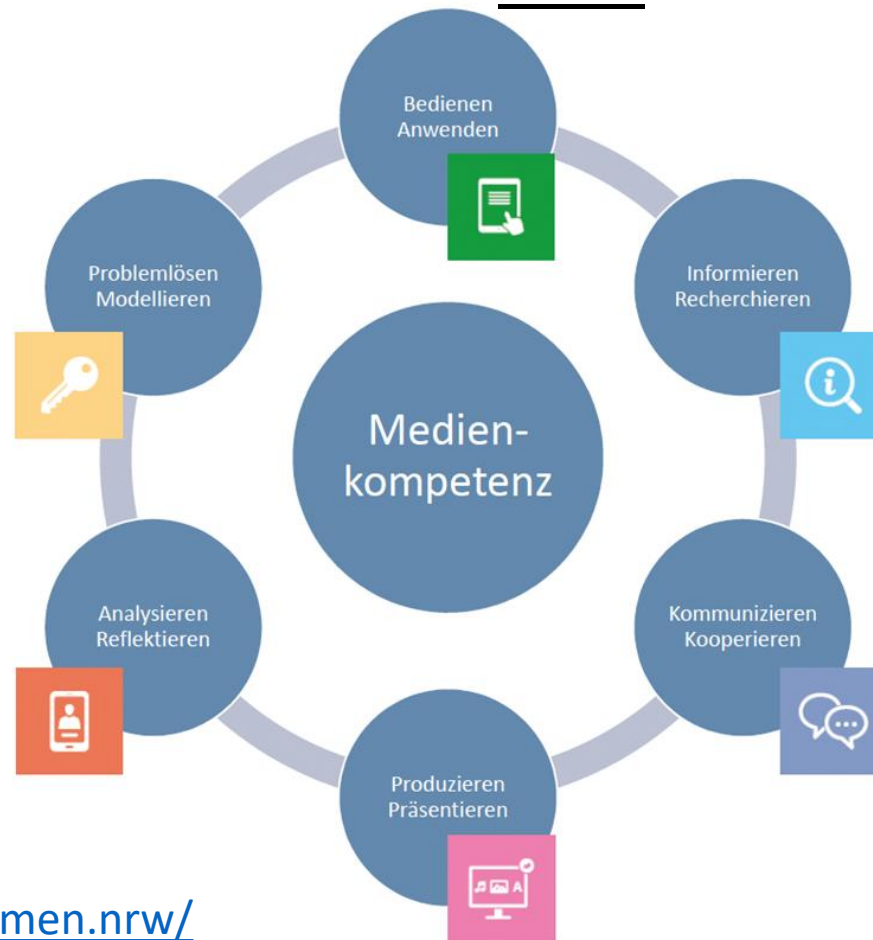 Bedienen
Anwenden
Informieren
Recherchieren
Kommunizieren
Kooperieren
Produzieren
Präsentieren
Analysieren
Reflektieren
Problemlösen
Modellieren
Medien-
kompetenz
men.nrw/